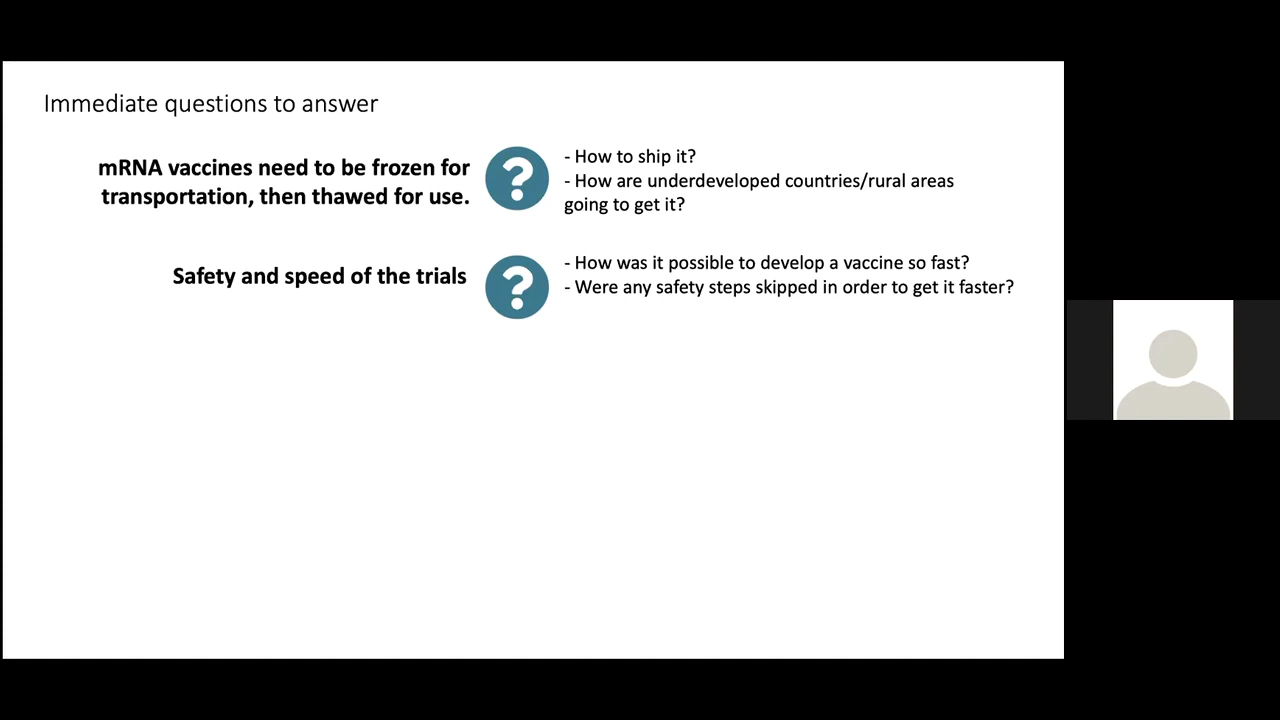 Immediate questions to answer
mRNA vaccines need to be frozen for
transportation, then thawed for use.
?
- How to ship it?
- How are underdeveloped countries/rural areas
going to get it?
Safety and speed of the trials
?
- How was it possible to develop a vaccine so fast?
- Were any safety steps skipped in order to get it faster?